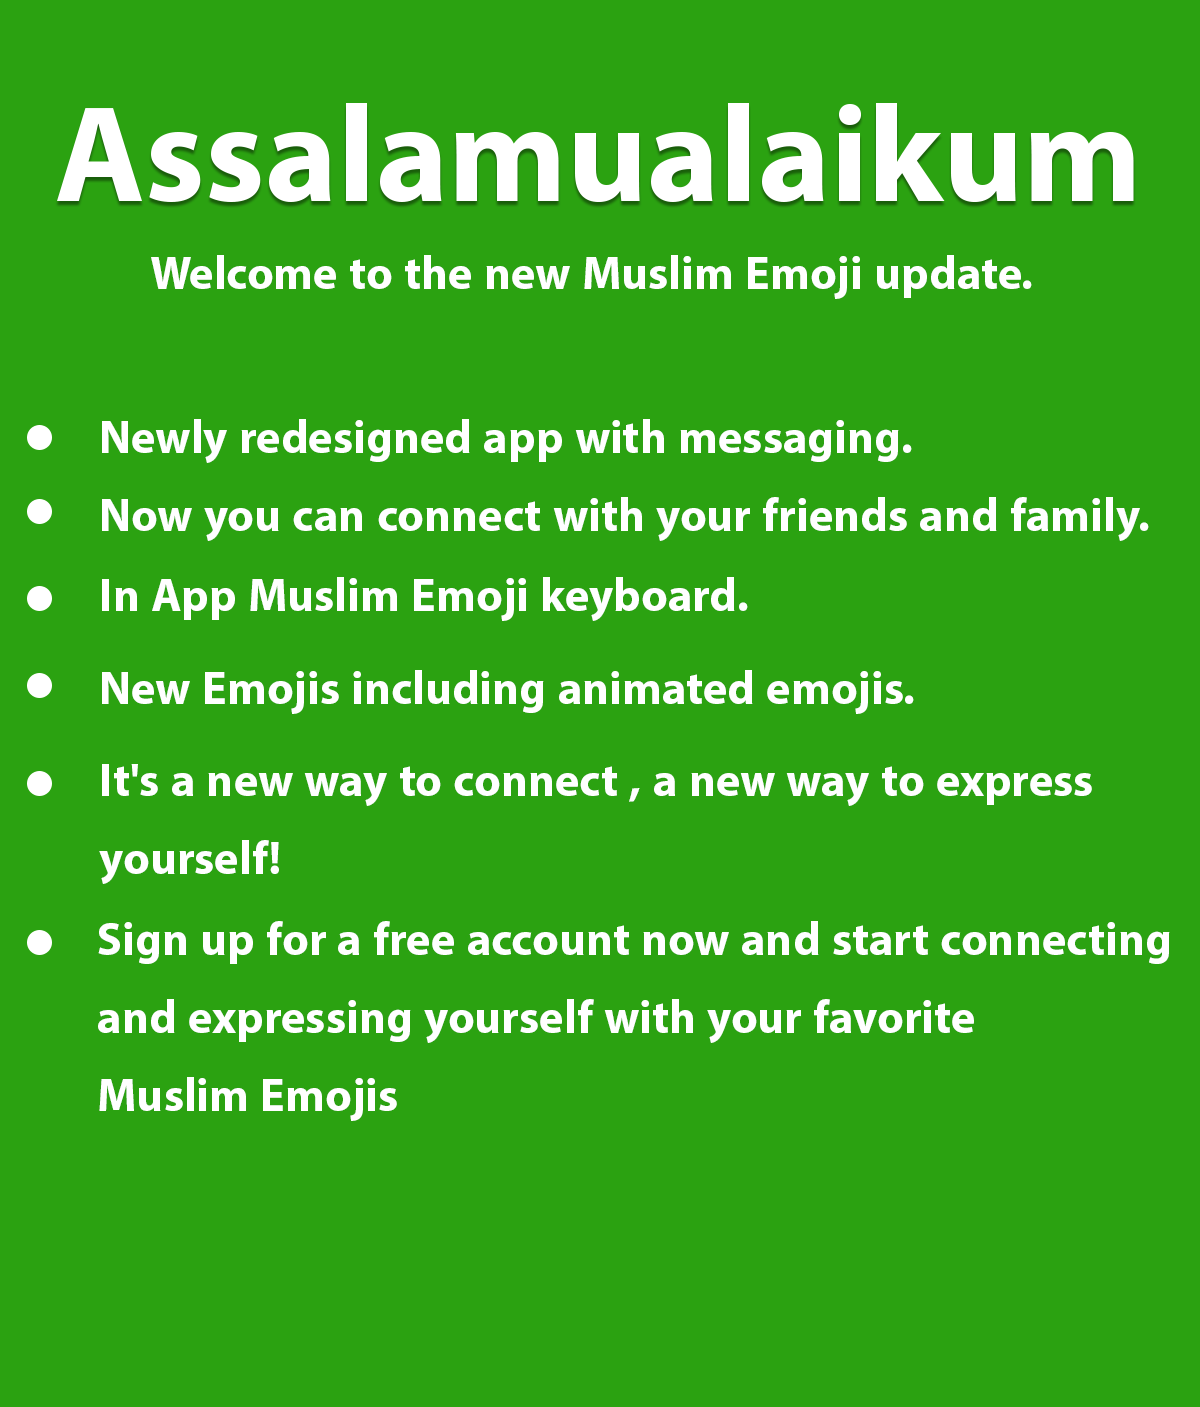 Assalamualaikum
Welcome to the new Muslim Emoji update.
• Newly redesigned app with messaging.
• Now you can connect with your friends and family.
• In App Muslim Emoji keyboard.
• New Emojis including animated emojis.
• It's a new way to connect , a new way to express
yourself!
• Sign up for a free account now and start connecting
and expressing yourself with your favorite
Muslim Emojis